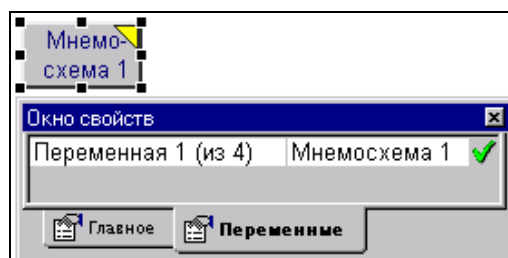 Мнемо-
схема 1
Окно свойств
Переменная 1 (из 4) Мнемосхема 1
Главное Переменные